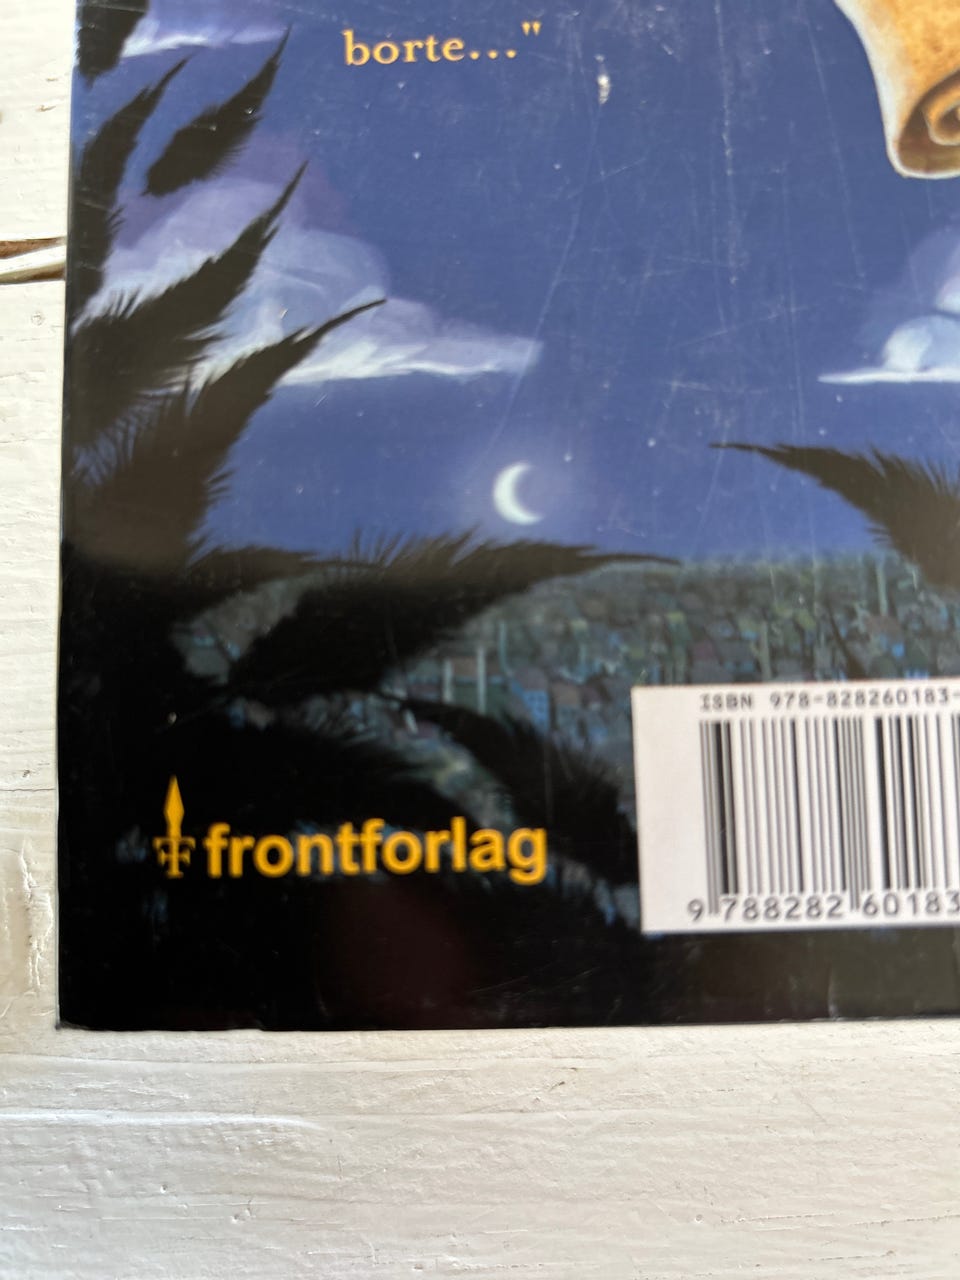 borte..."
ISBN 978-828260183-
frontforlag
9 788282 60183